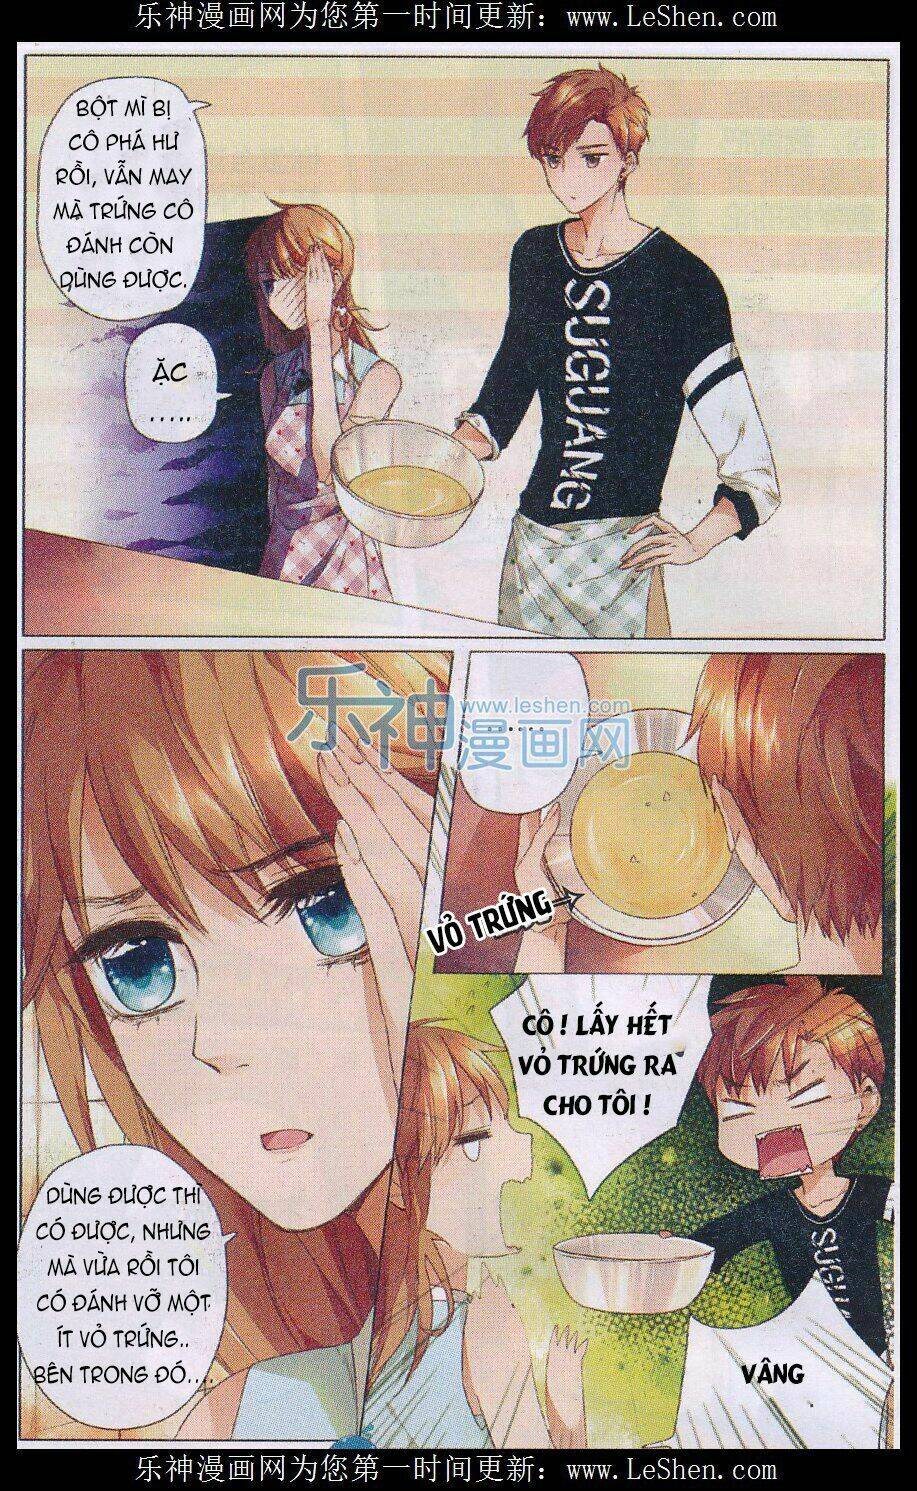 乐神漫画网为您第一时间更新：www.LeShen.com
BỘT MÌ BỊ
CÔ PHÁ HƯ
RỒI, VẪN MAY
MÀ TRỨNG CÔ
ĐÁNH CÒN
DÙNG ĐƯỢC.
ẶC
.....
SUGUANG
乐神漫画网
www.leshen.com
......
VỎ TRỨNG
CÔ! LẤY HẾT
VỎ TRỨNG RA
CHO TÔI!
DÙNG ĐƯỢC THÌ
CÓ ĐƯỢC, NHƯNG
MÀ VỪA RỒI TÔI
CÓ ĐÁNH VỠ MỘT
ÍT VỎ TRỨNG..
BÊN TRONG ĐÓ....
SUGUA
VÂNG
乐神漫画网为您第一时间更新：www.LeShen.com